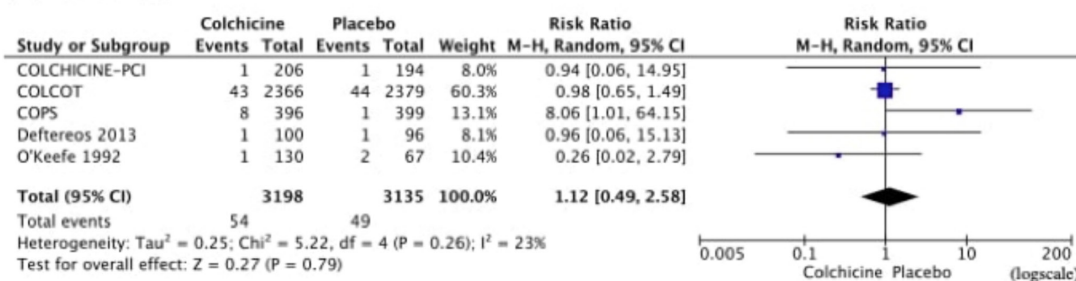 Colchicine Placebo Risk Ratio Risk Ratio
Study or Subgroup Events Total Events Total Weight M-H, Random, 95% CI M-H, Random, 95% CI
COLCHICINE-PCI 1 206 1 194 8.0% 0.94 [0.06, 14.95]
COLCOT 43 2366 44 2379 60.3% 0.98 [0.65, 1.49]
COPS 8 396 1 399 13.1% 8.06 [1.01, 64.15]
Deftereos 2013 1 100 1 96 8.1% 0.96 [0.06, 15.13]
O'Keefe 1992 1 130 2 67 10.4% 0.26 [0.02, 2.79]
Total (95% CI) 3198 3135 100.0% 1.12 [0.49, 2.58]
Total events 54 49
Heterogeneity: Tau² = 0.25; Chi² = 5.22, df = 4 (P = 0.26); I² = 23%
Test for overall effect: Z = 0.27 (P = 0.79)
0.005 0.1 1 10 200
Colchicine Placebo (logscale)